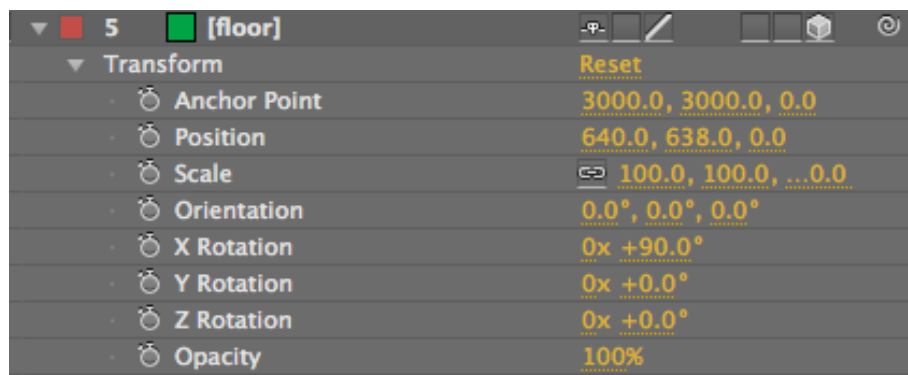 5 [floor]
Transform Reset
Anchor Point 3000.0, 3000.0, 0.0
Position 640.0, 638.0, 0.0
Scale 100.0, 100.0, ...0.0
Orientation 0.0°, 0.0°, 0.0°
X Rotation 0x +90.0°
Y Rotation 0x +0.0°
Z Rotation 0x +0.0°
Opacity 100%